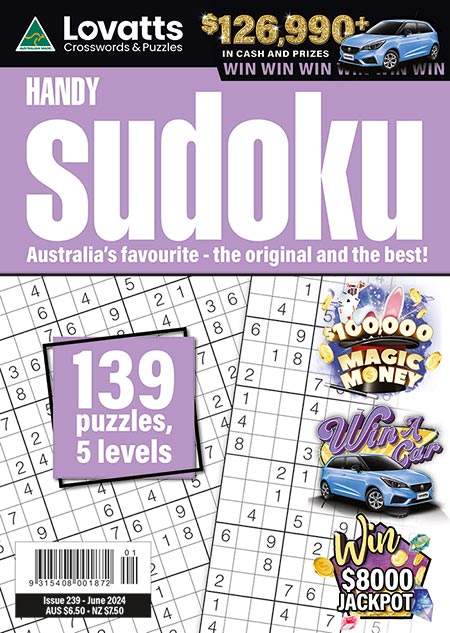 AUSTRALIAN MADE
Lovatts
Crosswords & Puzzles
$126,990+
IN CASH AND PRIZES
WIN WIN WIN WIN WIN WIN
HANDY
sudoku
Australia's favourite - the original and the best!
139
puzzles,
5 levels
$100,000
MAGIC
MONEY
Win A
Car
Win
$8000
JACKPOT
01
9 315408 001872
Issue 239 - June 2024
AUS $6.50 • NZ $7.50